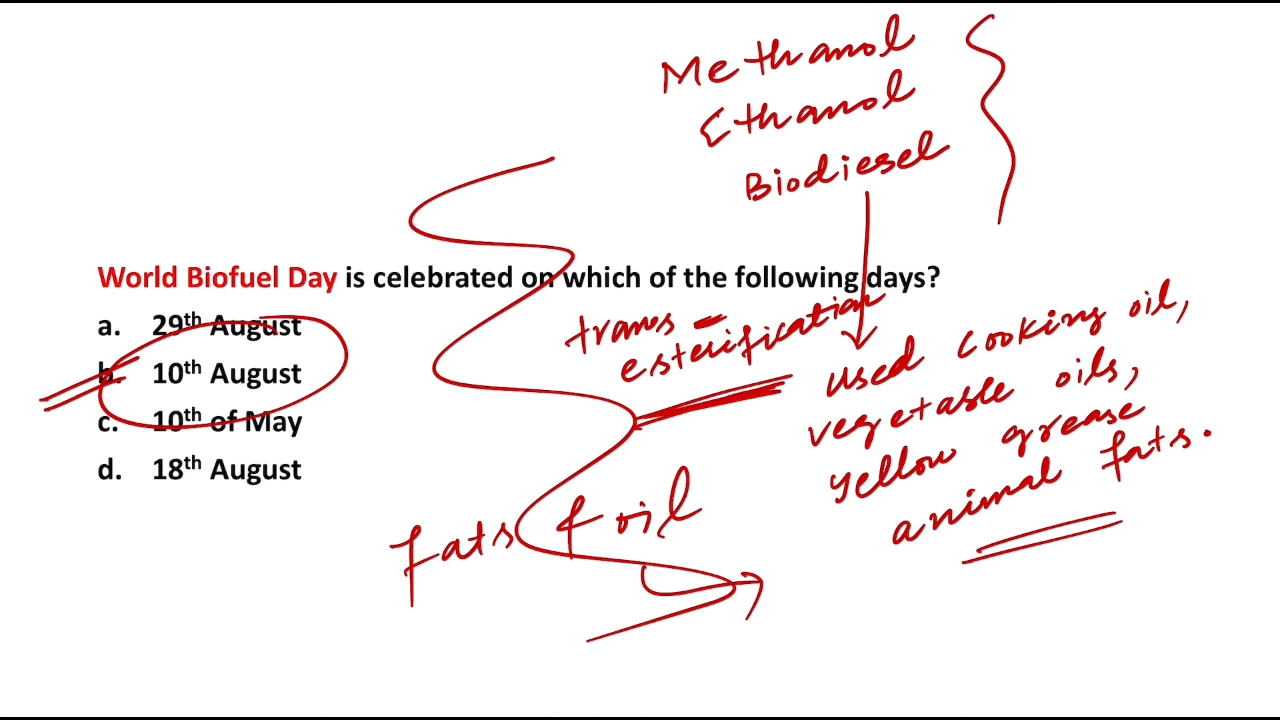 Methanol
Ethanol
Biodiesel
World Biofuel Day is celebrated on which of the following days?
a. 29th August
b. 10th August
c. 10th of May
d. 18th August
trans-
esterification
used cooking oil,
vegetable oils,
yellow grease
animal fats.
fats & oil